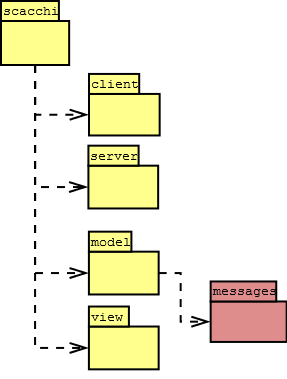 scacchi
client
server
model
messages
view